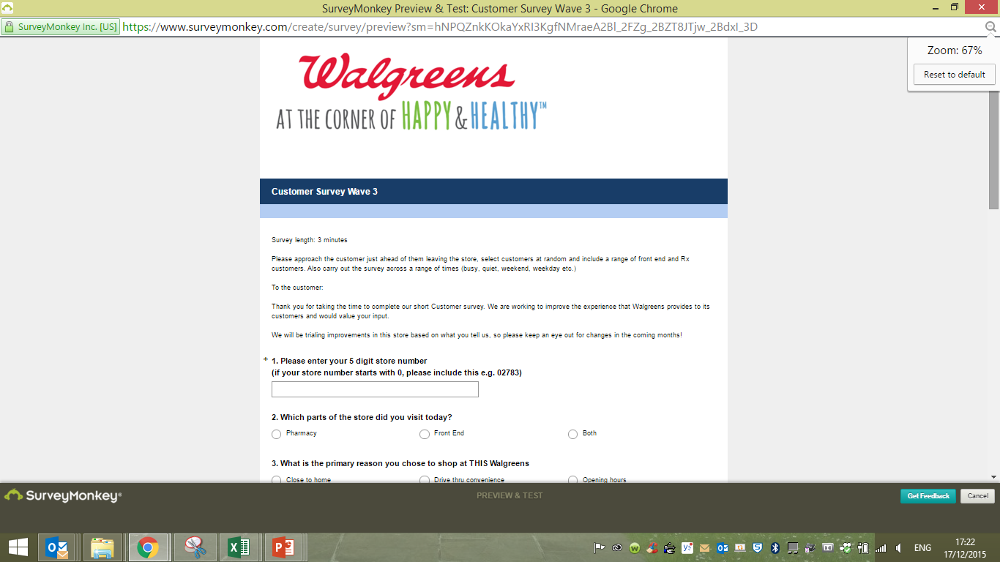 SurveyMonkey Preview & Test: Customer Survey Wave 3 - Google Chrome
SurveyMonkey Inc. [US] https://www.surveymonkey.com/create/survey/preview?sm=hNPQZnkKOkaYxRI3KgfNMraeA2Bl_2FZg_2BZT8JTjw_2BdxI_3D
Zoom: 67%
Reset to default
Walgreens
AT THE CORNER OF HAPPY & HEALTHY™
Customer Survey Wave 3
Survey length: 3 minutes
Please approach the customer just ahead of them leaving the store, select customers at random and include a range of front end and Rx
customers. Also carry out the survey across a range of times (busy, quiet, weekend, weekday etc.)
To the customer:
Thank you for taking the time to complete our short Customer survey. We are working to improve the experience that Walgreens provides to its
customers and would value your input.
We will be trialing improvements in this store based on what you tell us, so please keep an eye out for changes in the coming months!
* 1. Please enter your 5 digit store number
(if your store number starts with 0, please include this e.g. 02783)
2. Which parts of the store did you visit today?
Pharmacy Front End Both
3. What is the primary reason you chose to shop at THIS Walgreens
Close to home Drive thru convenience Opening hours
SurveyMonkey® PREVIEW & TEST Get Feedback Cancel
ENG 17:22
17/12/2015